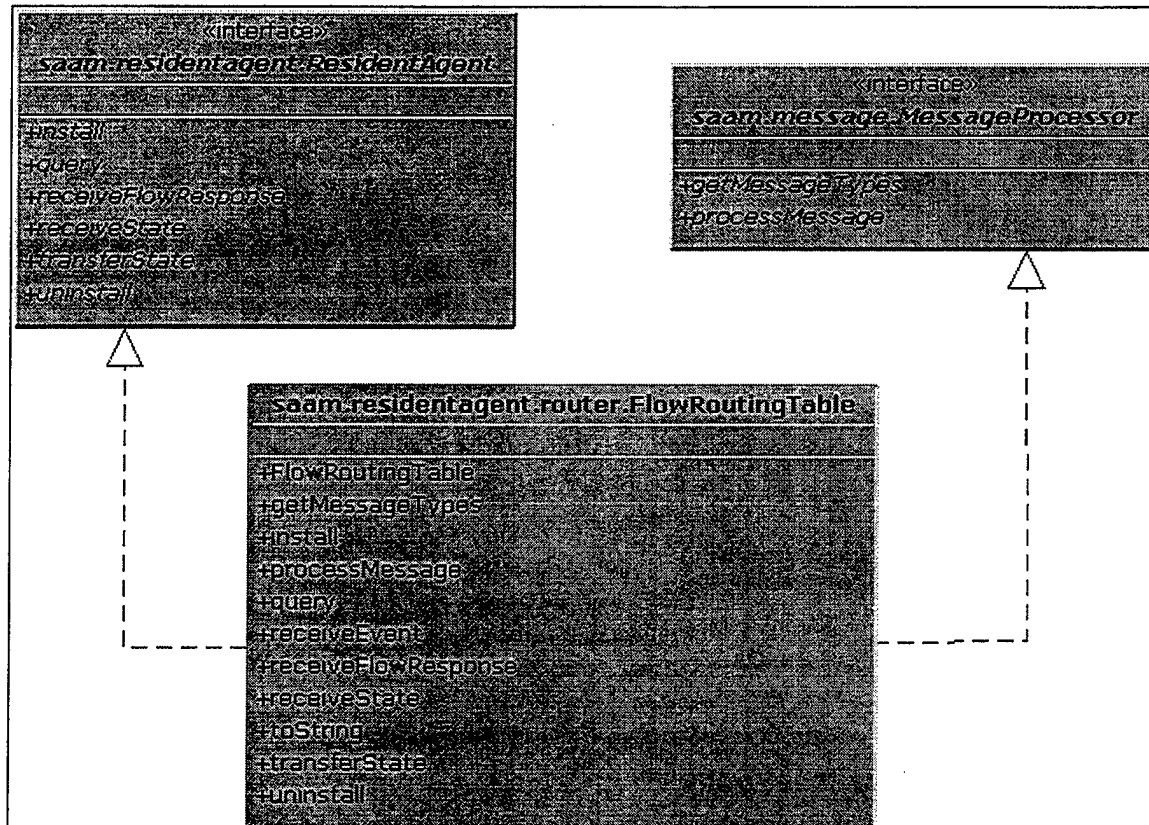 «interface»
saam.residentagent.ResidentAgent
+install
+query
+receiveFlowResponse
+receiveState
+transferState
+uninstall
«interface»
saam.message.MessageProcessor
+getMessageTypes
+processMessage
saam.residentagent.router.FlowRoutingTable
+FlowRoutingTable
+getMessageTypes
+install
+processMessage
+query
+receiveEvent
+receiveFlowResponse
+receiveState
+toString
+transferState
+uninstall